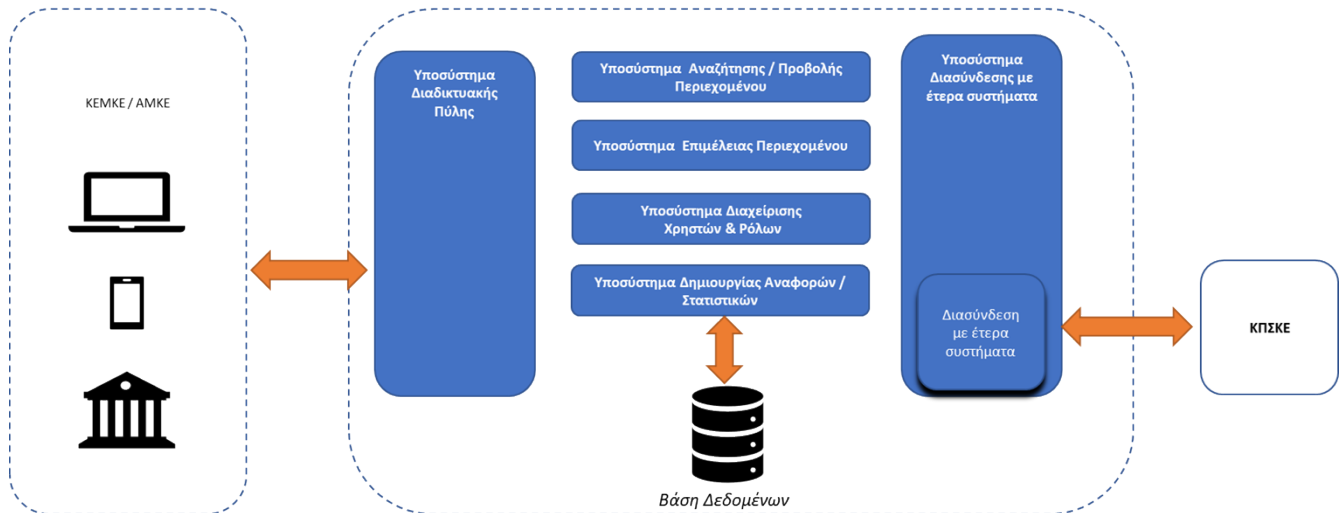 ΚΕΜΚΕ / ΑΜΚΕ
Υποσύστημα
Διαδικτυακής
Πύλης
Υποσύστημα Αναζήτησης / Προβολής
Περιεχομένου
Υποσύστημα Επιμέλειας Περιεχομένου
Υποσύστημα Διαχείρισης
Χρηστών & Ρόλων
Υποσύστημα Δημιουργίας Αναφορών /
Στατιστικών
Βάση Δεδομένων
Υποσύστημα
Διασύνδεσης με
έτερα συστήματα
Διασύνδεση
με έτερα
συστήματα
ΚΠΣΚΕ